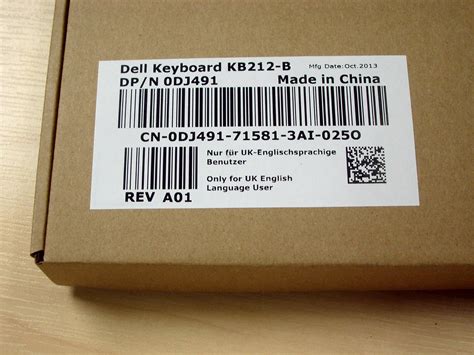 Dell Keyboard KB212-B Mfg Date:Oct.2013
DP/N 0DJ491 Made in China
CN-0DJ491-71581-3AI-025O
Nur für UK-Englischsprachige
Benutzer
Only for UK English
Language User
REV A01